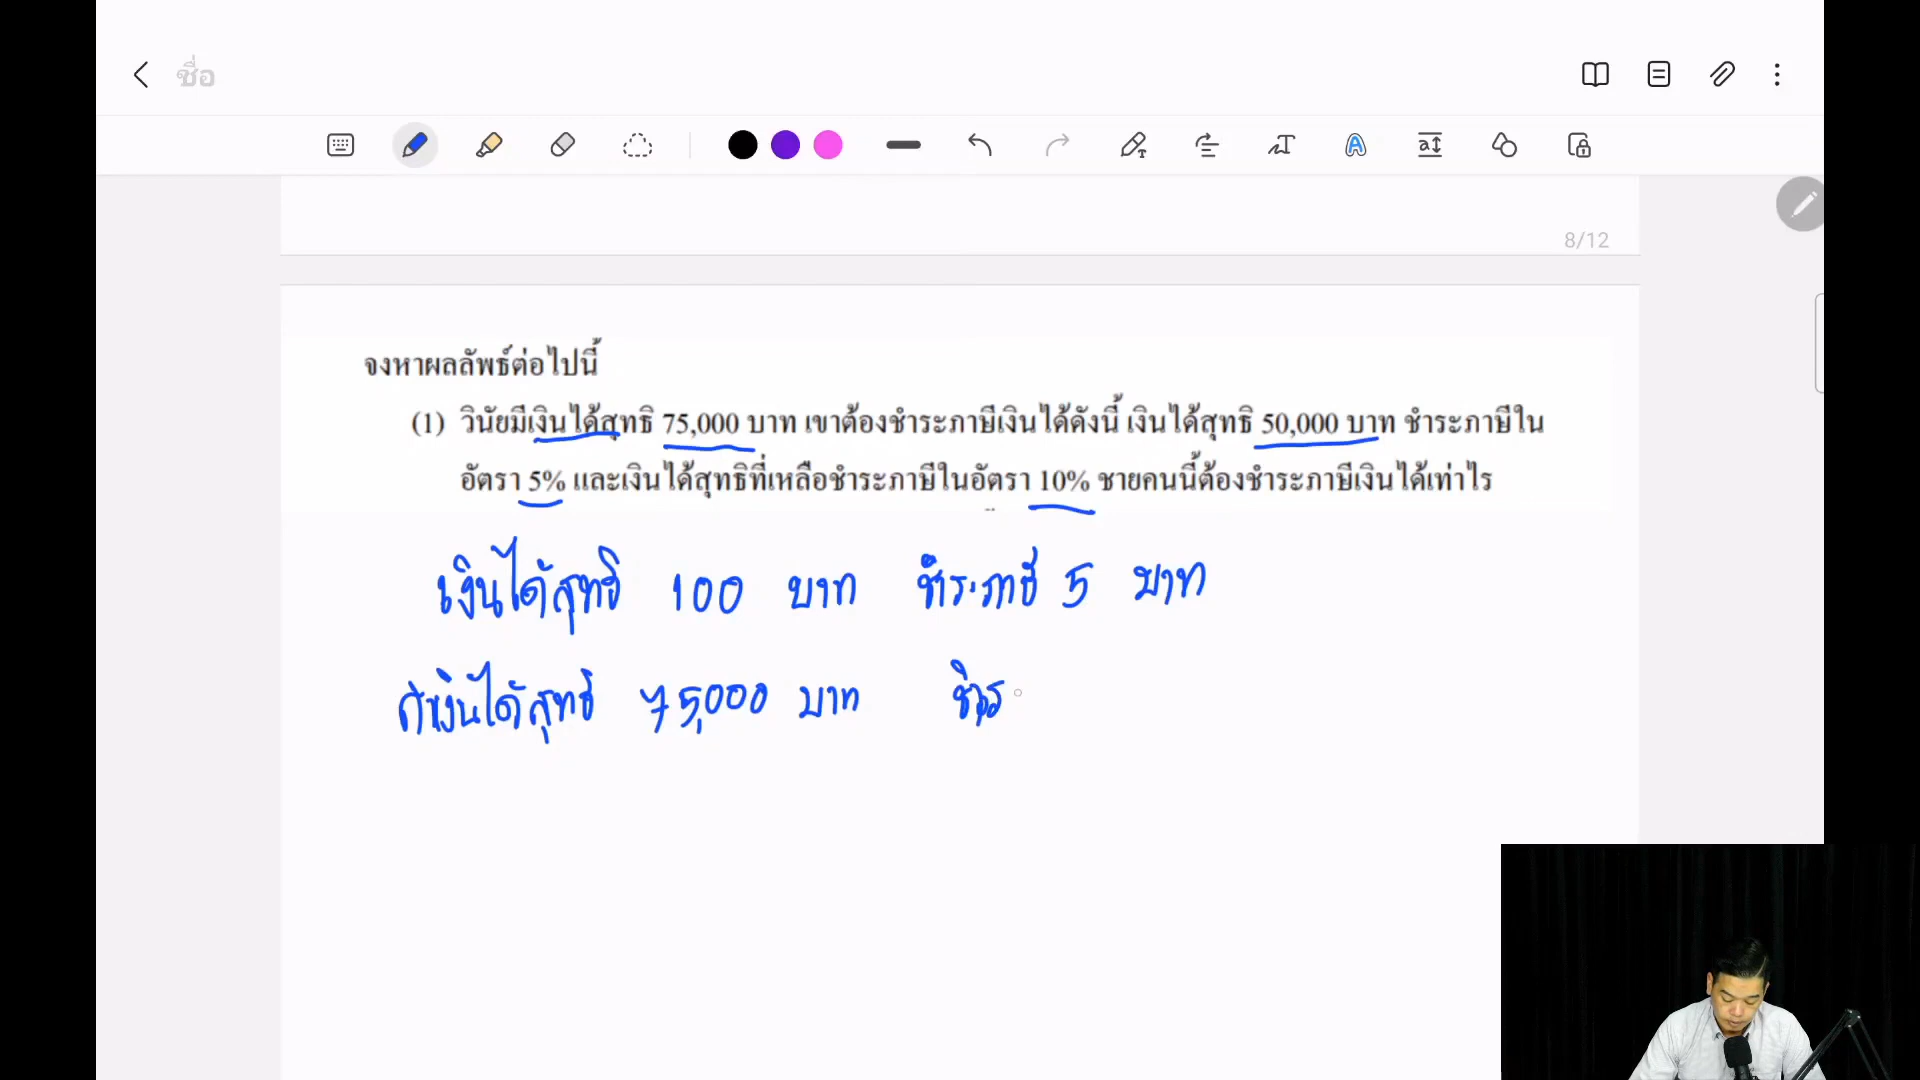 ชื่อ
8/12
จงหาผลลัพธ์ต่อไปนี้
(1) วินัยมีเงินได้สุทธิ 75,000 บาท เขาต้องชำระภาษีเงินได้ดังนี้ เงินได้สุทธิ 50,000 บาท ชำระภาษีใน
อัตรา 5% และเงินได้สุทธิที่เหลือชำระภาษีในอัตรา 10% ชายคนนี้ต้องชำระภาษีเงินได้เท่าไร
เงินได้สุทธิ 100 บาท ชำระภาษี 5 บาท
ถ้าเงินได้สุทธิ 75,000 บาท